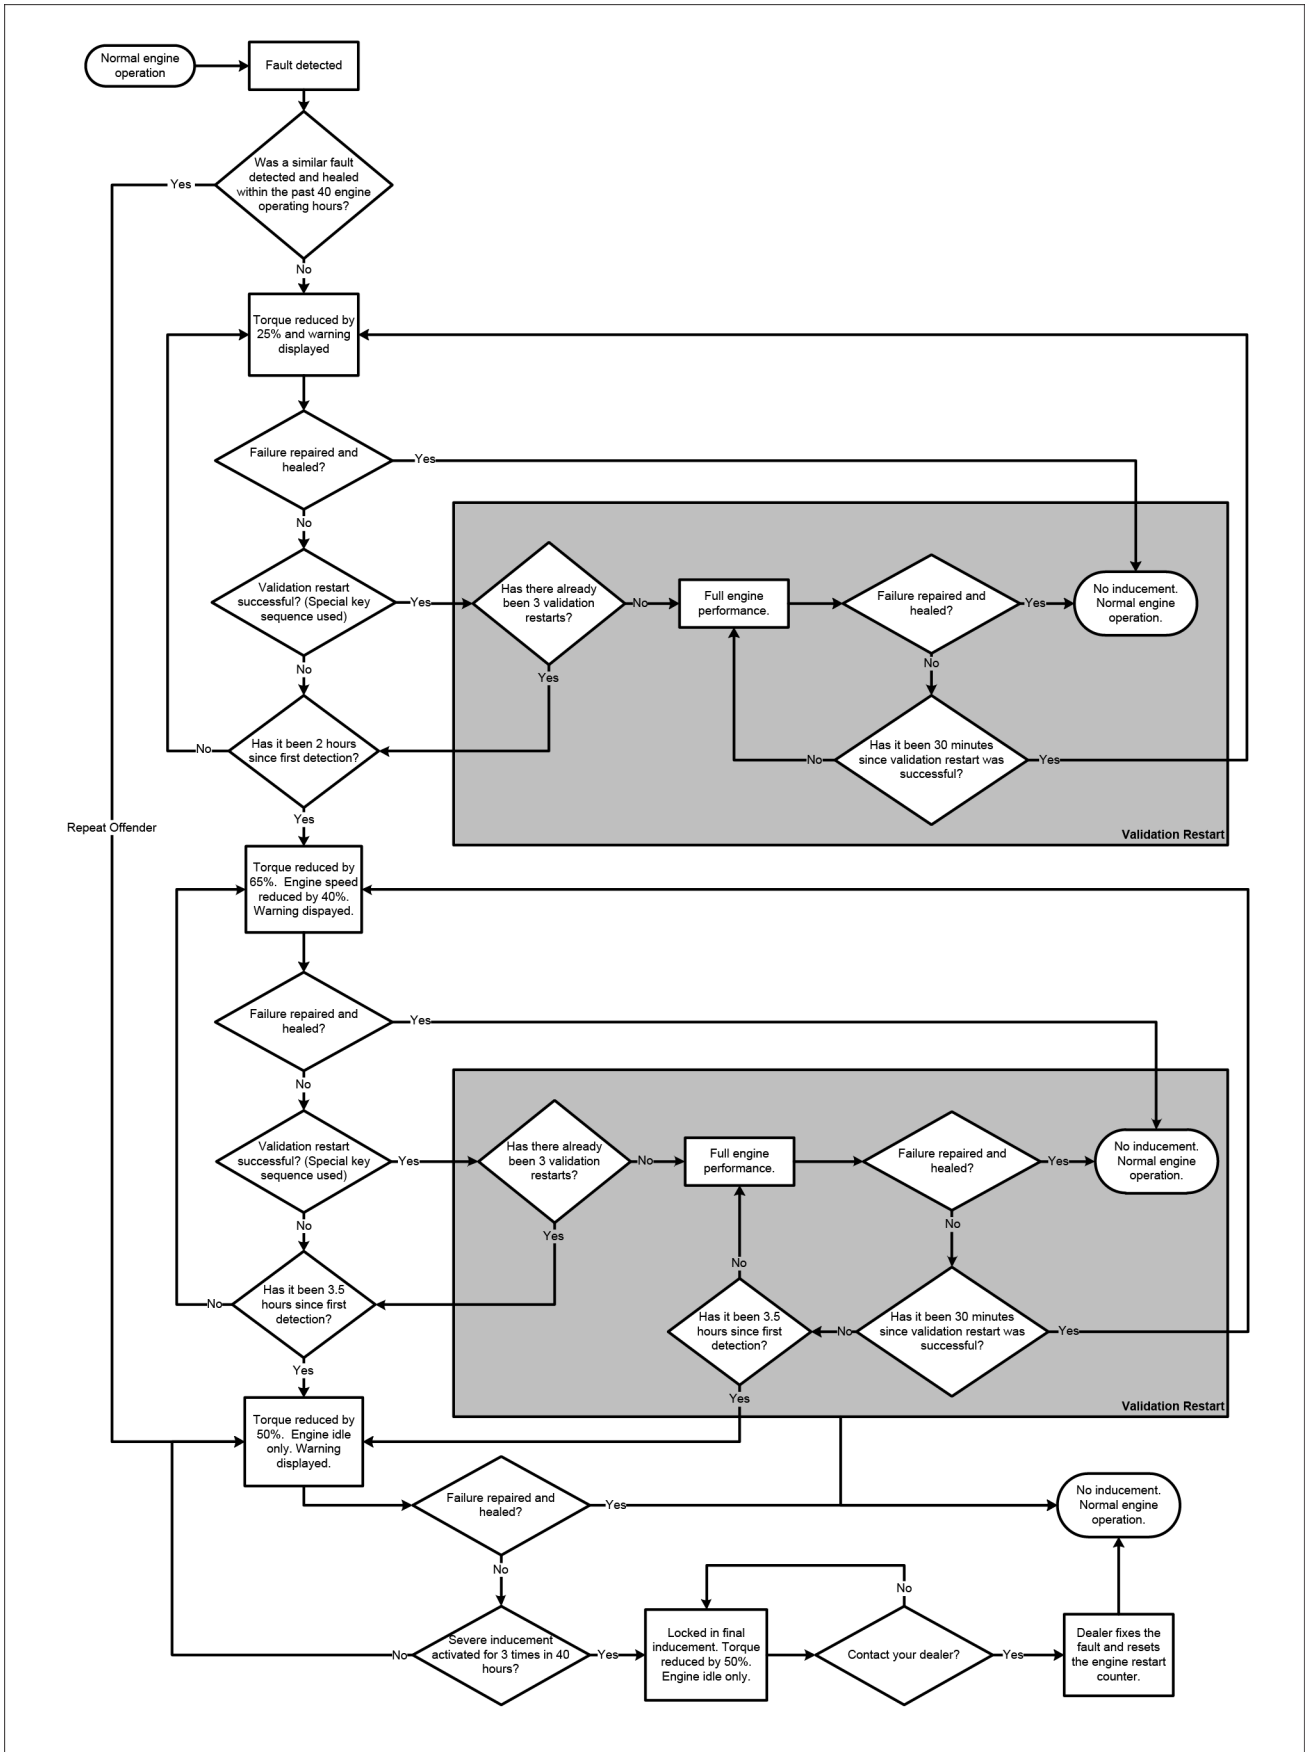 Normal engine
operation
Fault detected
Was a similar fault
detected and healed
within the past 40 engine
operating hours?
Yes
No
Torque reduced by
25% and warning
displayed
Failure repaired and
healed?
Yes
No
Validation restart
successful? (Special key
sequence used)
Yes
Has there already
been 3 validation
restarts?
No
Full engine
performance.
Failure repaired and
healed?
Yes
No inducement.
Normal engine
operation.
No
Yes
No
Has it been 2 hours
since first detection?
No
Has it been 30 minutes
since validation restart was
successful?
No
Yes
Yes
Repeat Offender
Validation Restart
Torque reduced by
65%. Engine speed
reduced by 40%.
Warning dispayed.
Failure repaired and
healed?
Yes
No
Validation restart
successful? (Special key
sequence used)
Yes
Has there already
been 3 validation
restarts?
No
Full engine
performance.
Failure repaired and
healed?
Yes
No inducement.
Normal engine
operation.
No
Yes
No
No
Has it been 3.5
hours since first
detection?
No
Has it been 3.5
hours since first
detection?
No
Has it been 30 minutes
since validation restart was
successful?
Yes
Yes
Yes
Validation Restart
Torque reduced by
50%. Engine idle
only. Warning
displayed.
Failure repaired and
healed?
Yes
No inducement.
Normal engine
operation.
No
No
Severe inducement
activated for 3 times in 40
hours?
No
Yes
Locked in final
inducement. Torque
reduced by 50%.
Engine idle only.
Contact your dealer?
Yes
Dealer fixes the
fault and resets
the engine restart
counter.